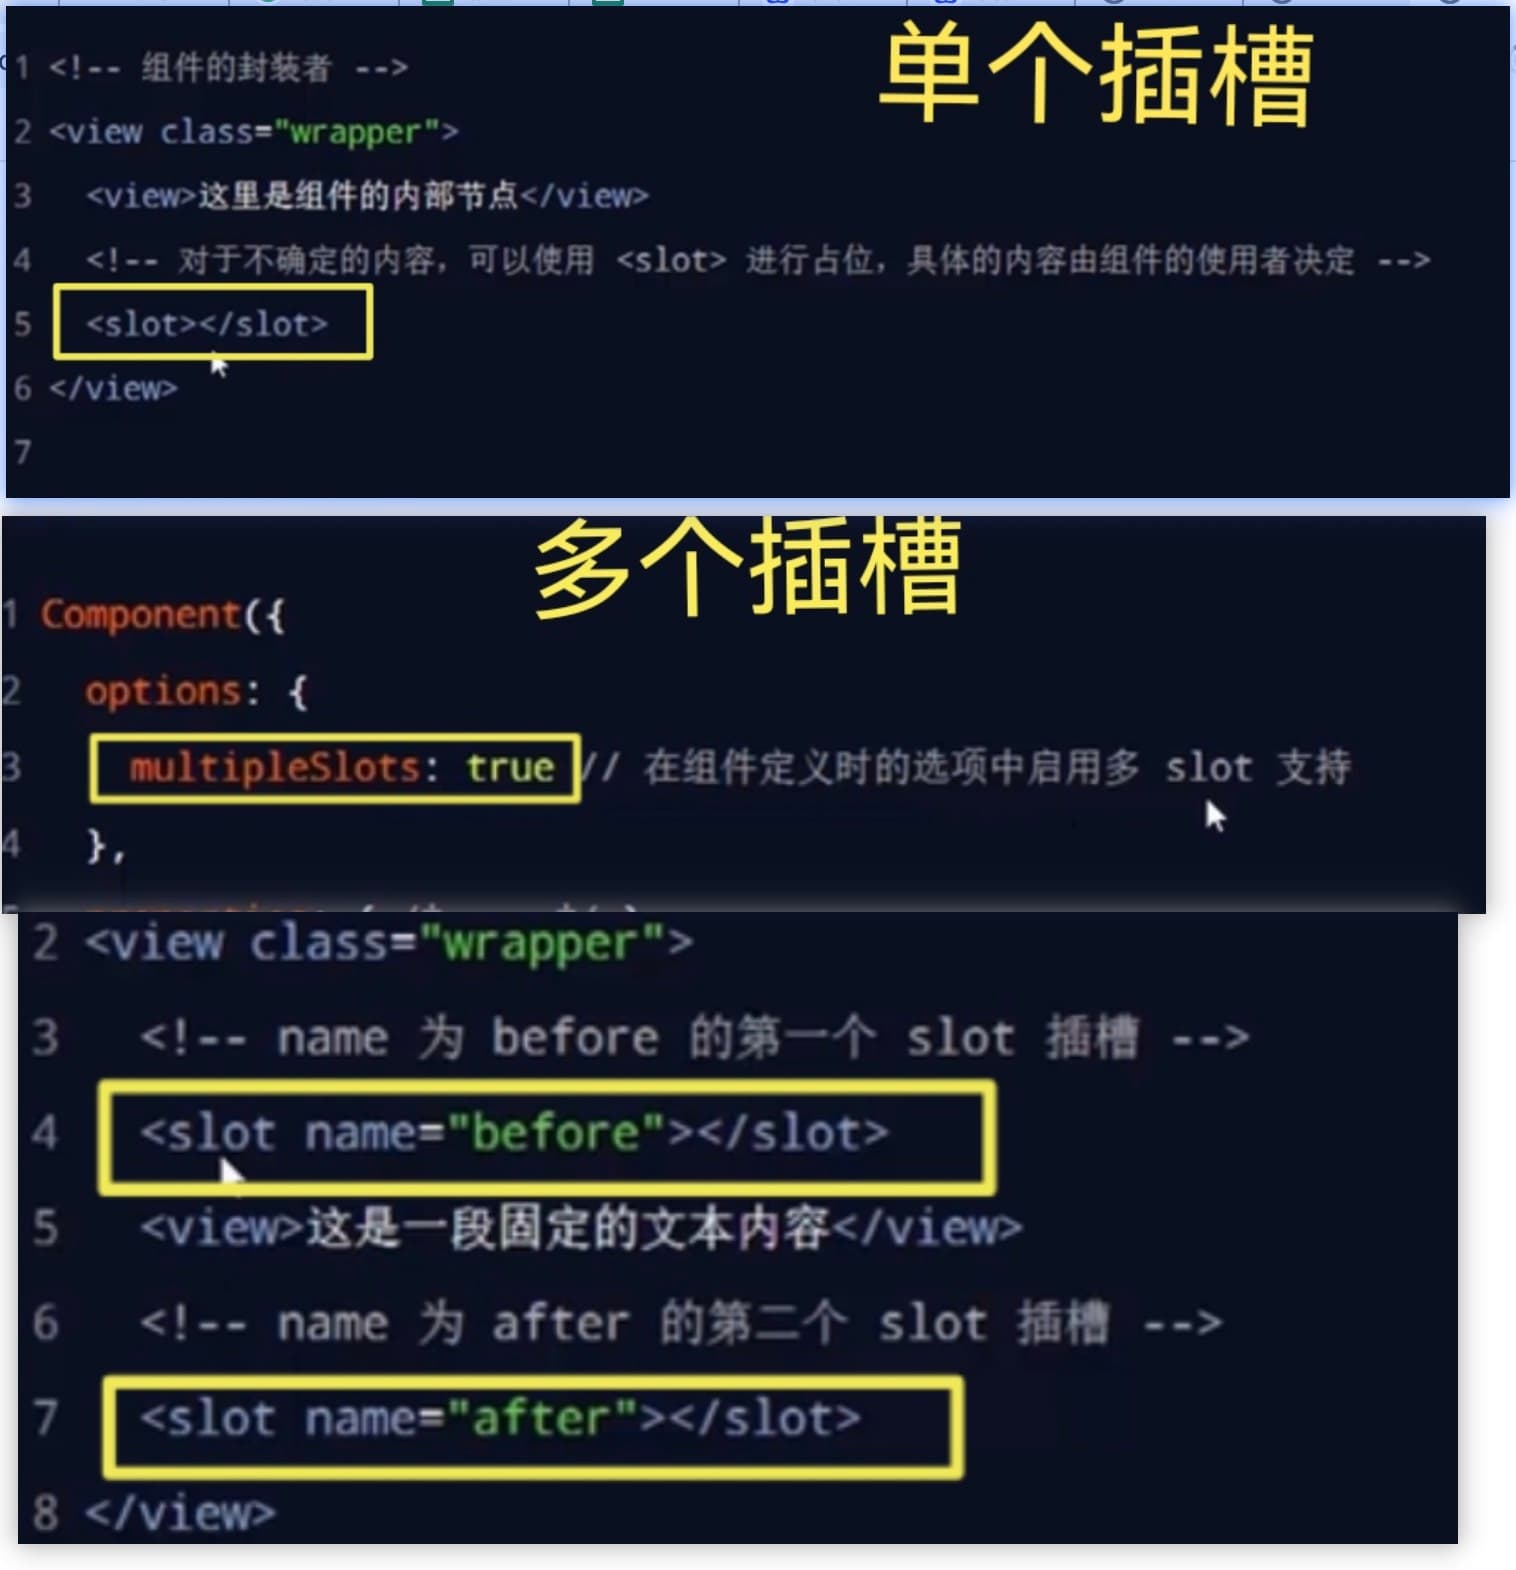 单个插槽
1 <!-- 组件的封装者 -->
2 <view class="wrapper">
3 <view>这里是组件的内部节点</view>
4 <!-- 对于不确定的内容，可以使用 <slot> 进行占位，具体的内容由组件的使用者决定 -->
5 <slot></slot>
6 </view>
7
多个插槽
1 Component({
2 options: {
3 multipleSlots: true // 在组件定义时的选项中启用多 slot 支持
4 },
2 <view class="wrapper">
3 <!-- name 为 before 的第一个 slot 插槽 -->
4 <slot name="before"></slot>
5 <view>这是一段固定的文本内容</view>
6 <!-- name 为 after 的第二个 slot 插槽 -->
7 <slot name="after"></slot>
8 </view>